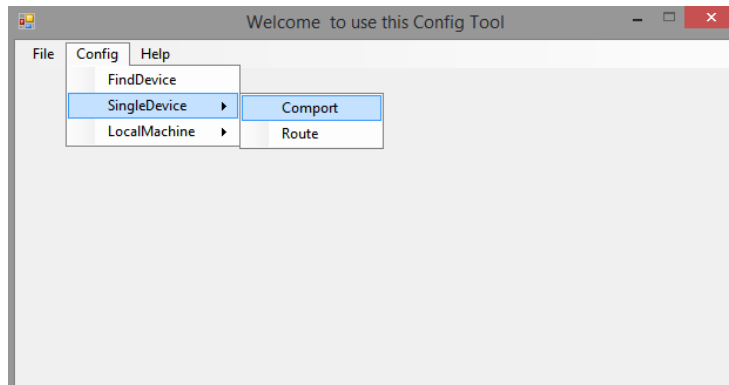 Welcome  to use this Config Tool
File Config Help
FindDevice
SingleDevice Comport
LocalMachine Route